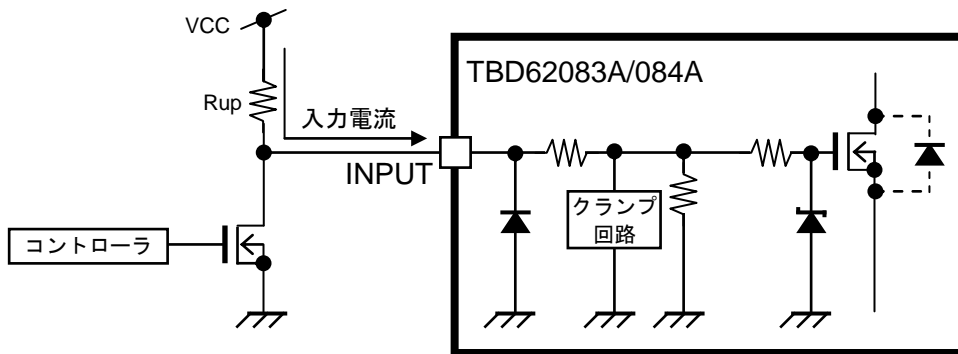 VCC
TBD62083A/084A
Rup
入力電流
INPUT
クランプ
回路
コントローラ